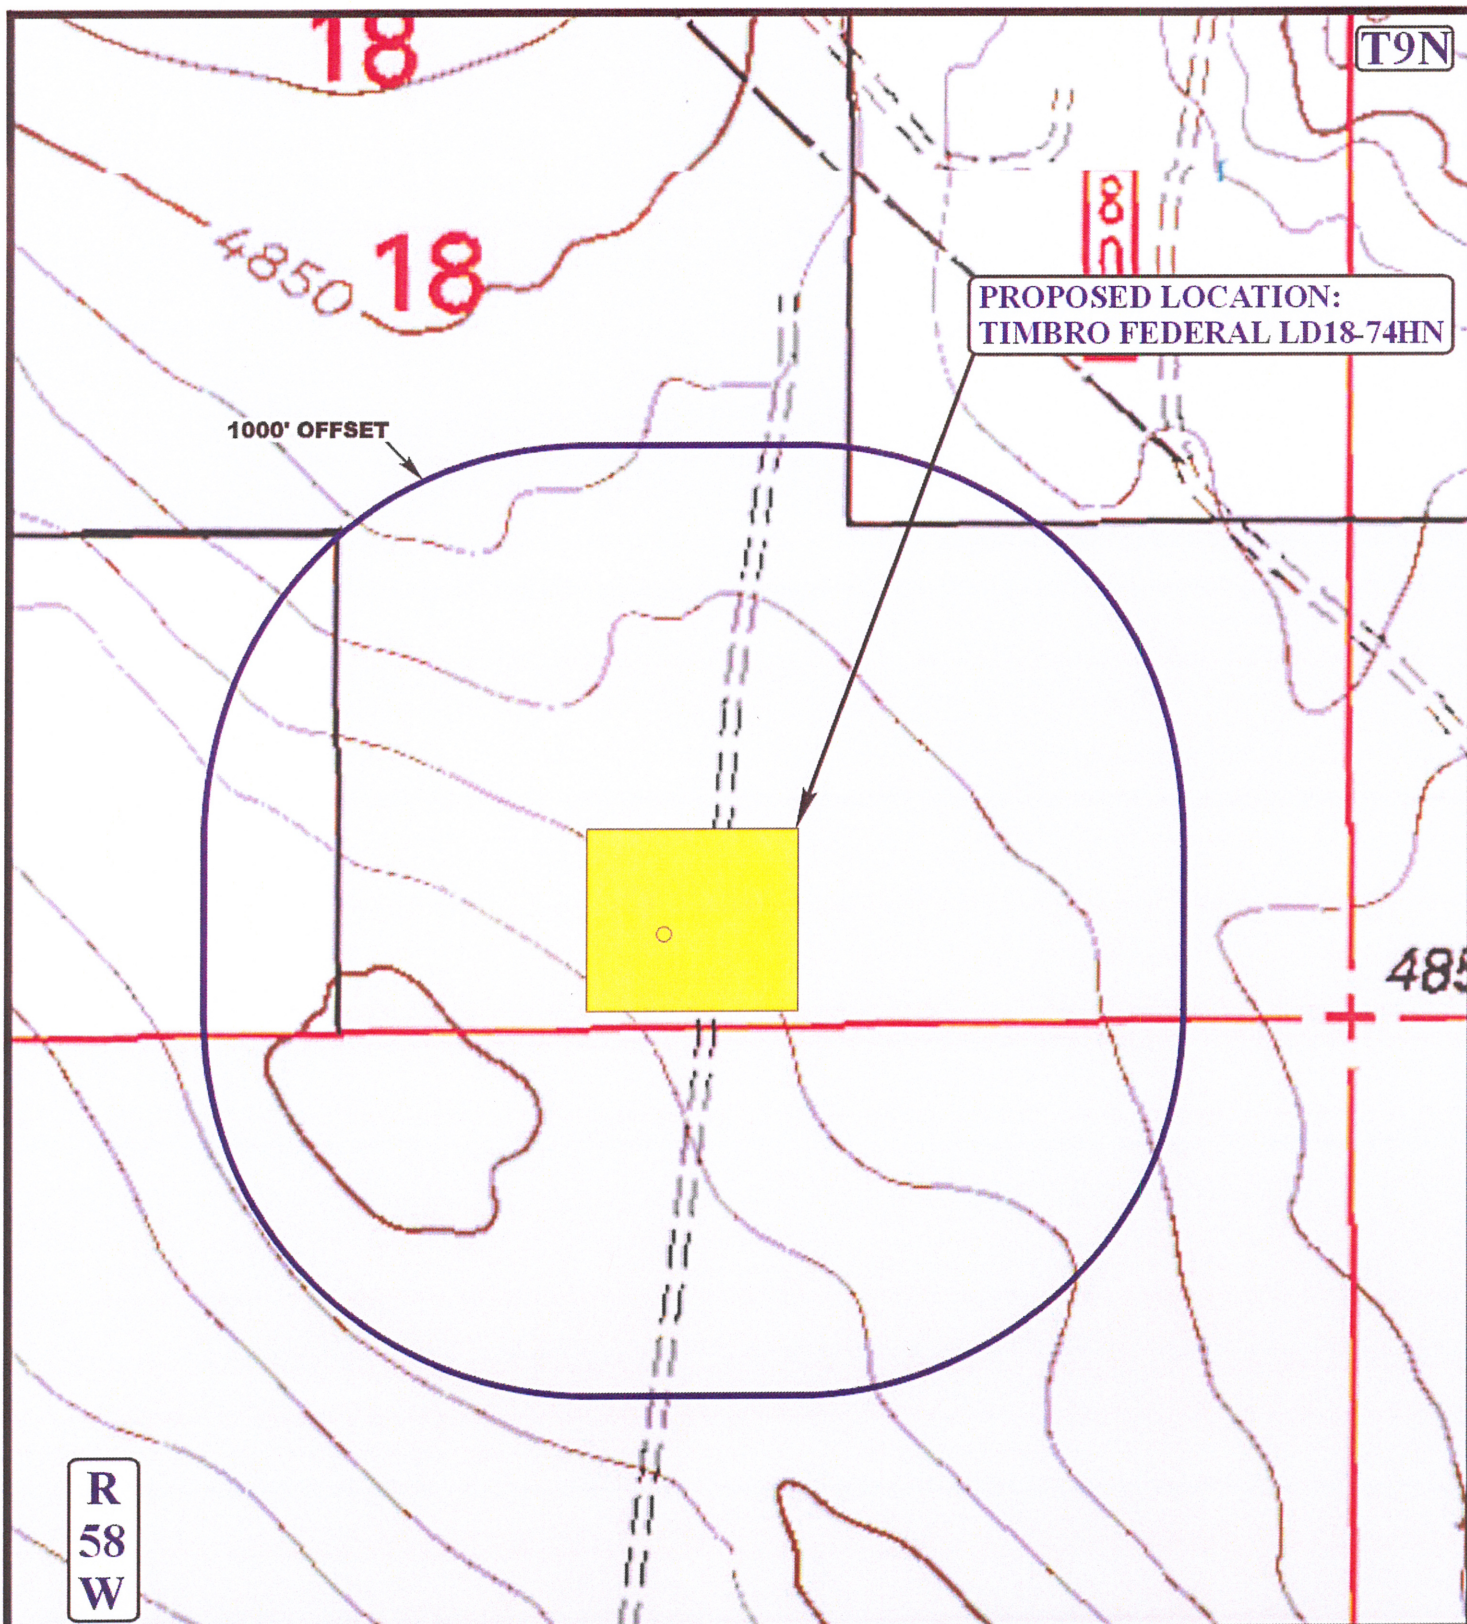 18
T9N
4850
18
PROPOSED LOCATION:
TIMBRO FEDERAL LD18-74HN
1000' OFFSET
485
R
58
W